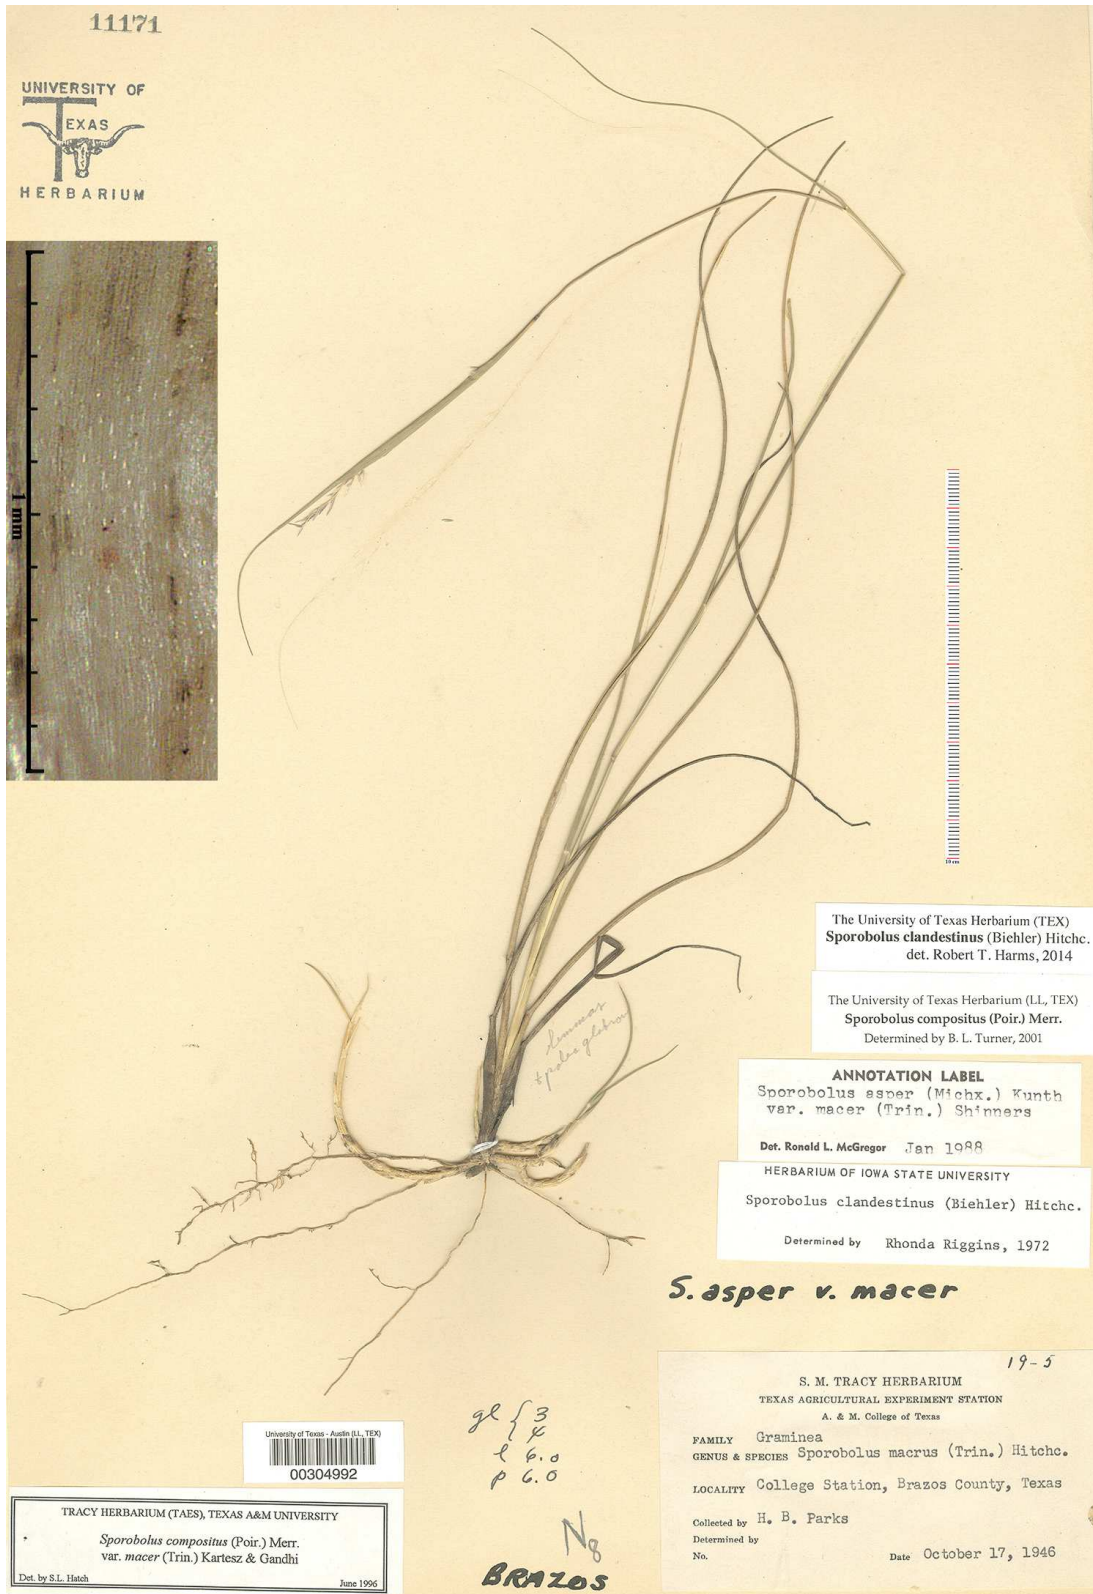 11171
UNIVERSITY OF
TEXAS
HERBARIUM
1 mm
10 cm
The University of Texas Herbarium (TEX)
Sporobolus clandestinus (Biehler) Hitchc.
det. Robert T. Harms, 2014
The University of Texas Herbarium (LL, TEX)
Sporobolus compositus (Poir.) Merr.
Determined by B. L. Turner, 2001
lemmas
& palea glabrous
ANNOTATION LABEL
Sporobolus asper (Michx.) Kunth
var. macer (Trin.) Shinners
Det. Ronald L. McGregor Jan 1988
HERBARIUM OF IOWA STATE UNIVERSITY
Sporobolus clandestinus (Biehler) Hitchc.
Determined by Rhonda Riggins, 1972
S. asper v. macer
19-5
S. M. TRACY HERBARIUM
TEXAS AGRICULTURAL EXPERIMENT STATION
A. & M. College of Texas
FAMILY Graminea
GENUS & SPECIES Sporobolus macrus (Trin.) Hitchc.
LOCALITY College Station, Brazos County, Texas
Collected by H. B. Parks
Determined by
No. Date October 17, 1946
gl { 3
4
l 6.0
p 6.0
N8
BRAZOS
University of Texas - Austin (LL, TEX)
00304992
TRACY HERBARIUM (TAES), TEXAS A&M UNIVERSITY
Sporobolus compositus (Poir.) Merr.
var. macer (Trin.) Kartesz & Gandhi
Det. by S.L. Hatch June 1996